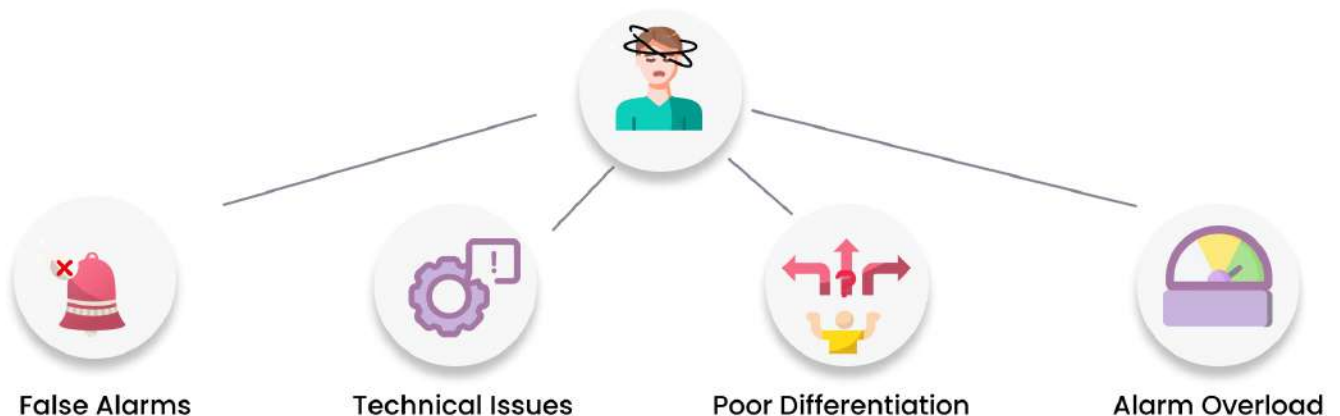 False Alarms
Technical Issues
Poor Differentiation
Alarm Overload